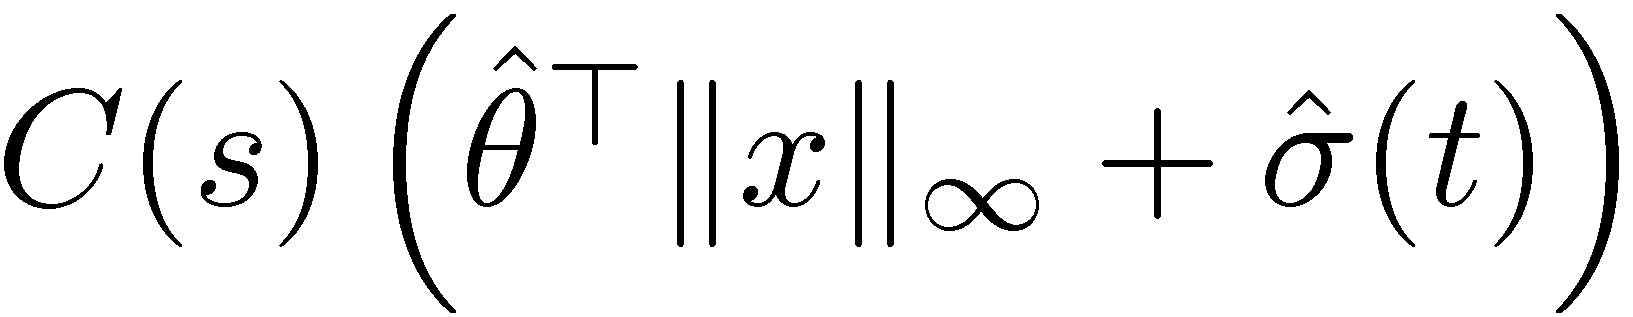 C(s) (θ̂^⊤ ‖x‖_∞ + σ̂(t))